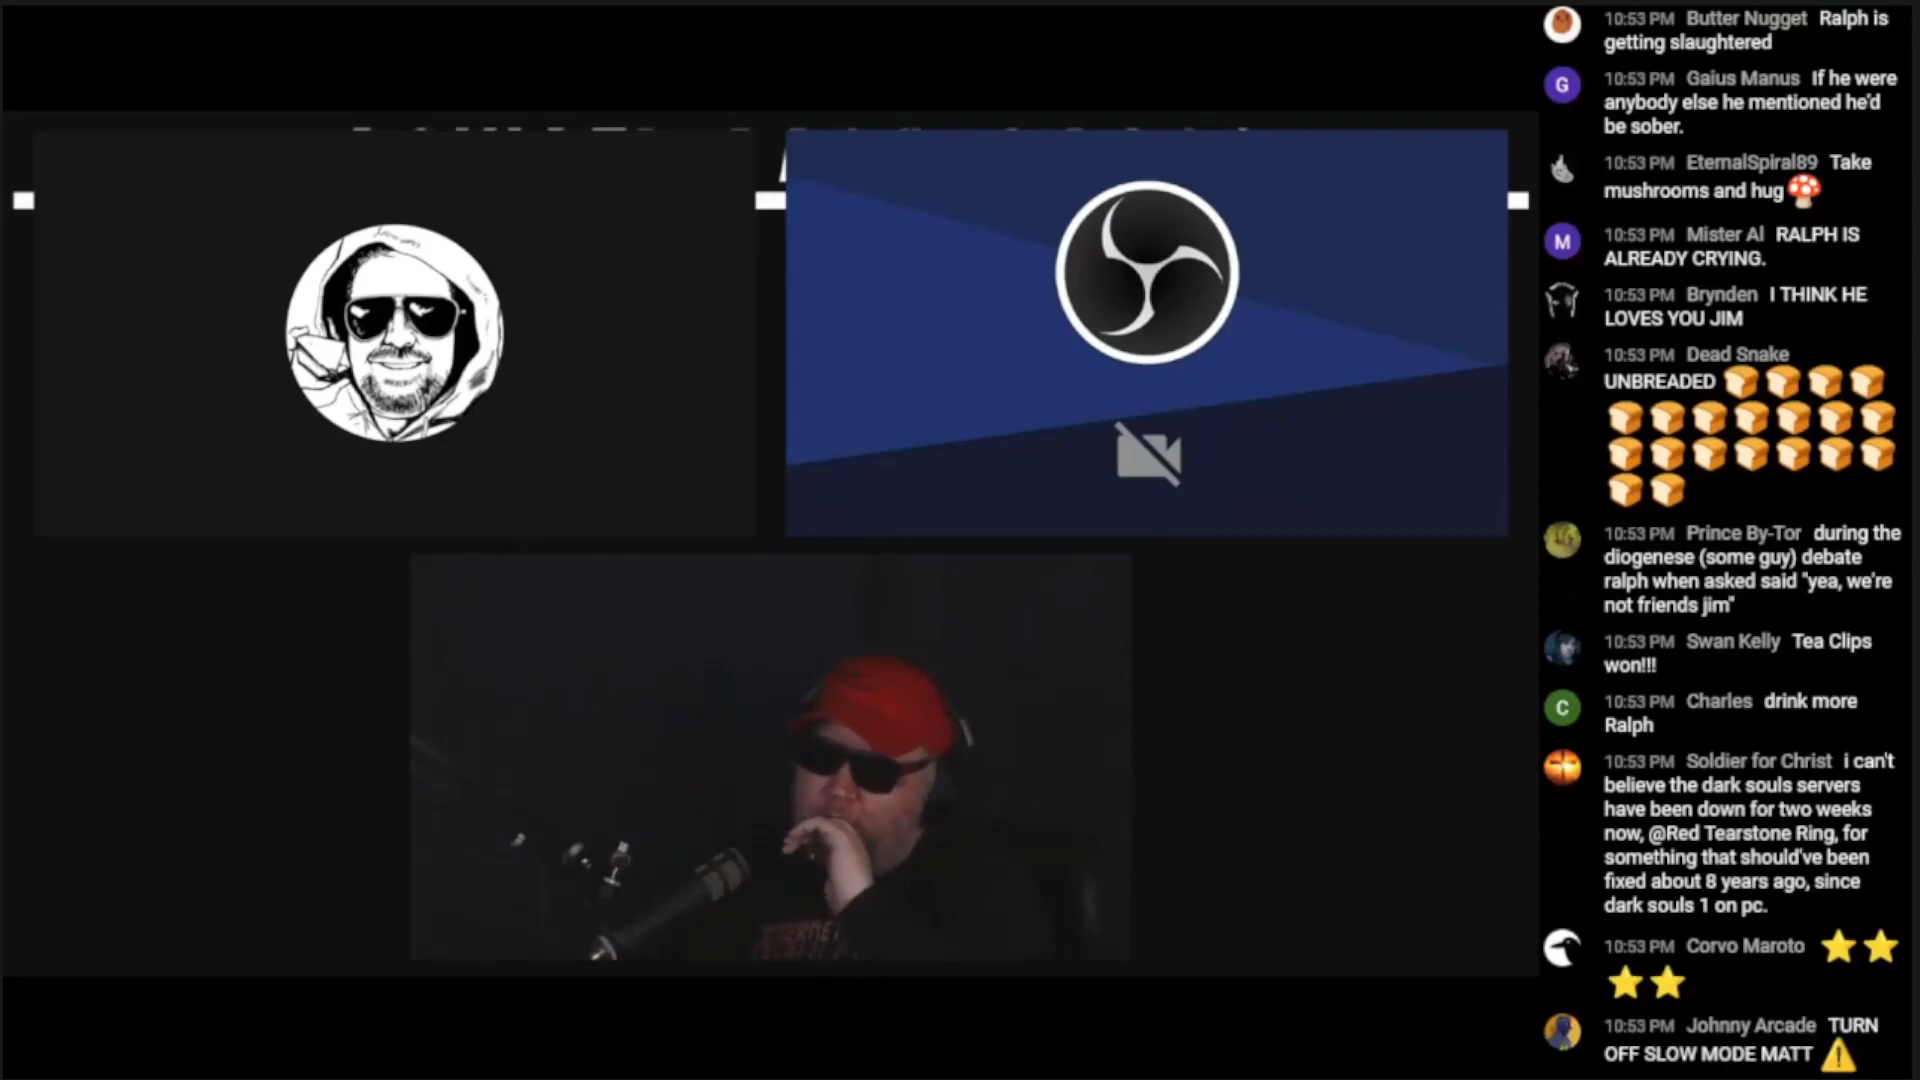 10:53 PM Butter Nugget Ralph is
getting slaughtered
G
10:53 PM Gaius Manus If he were
anybody else he mentioned he'd
be sober.
10:53 PM EternalSpiral89 Take
mushrooms and hug
M
10:53 PM Mister Al RALPH IS
ALREADY CRYING.
10:53 PM Brynden I THINK HE
LOVES YOU JIM
10:53 PM Dead Snake
UNBREADED
10:53 PM Prince By-Tor during the
diogenese (some guy) debate
ralph when asked said "yea, we're
not friends jim"
10:53 PM Swan Kelly Tea Clips
won!!!
C
10:53 PM Charles drink more
Ralph
10:53 PM Soldier for Christ i can't
believe the dark souls servers
have been down for two weeks
now, @Red Tearstone Ring, for
something that should've been
fixed about 8 years ago, since
dark souls 1 on pc.
10:53 PM Corvo Maroto
10:53 PM Johnny Arcade TURN
OFF SLOW MODE MATT